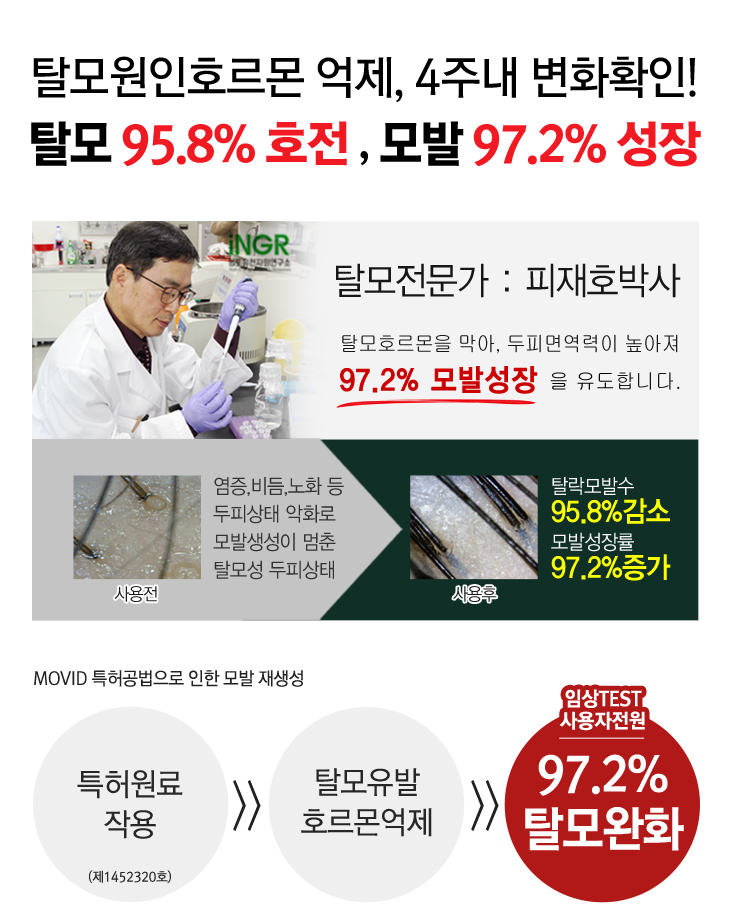 탈모원인호르몬 억제, 4주내 변화확인!
탈모 95.8% 호전 , 모발 97.2% 성장
iNGR
탈모전문가 : 피재호박사
탈모호르몬을 막아, 두피면역력이 높아져
97.2% 모발성장 을 유도합니다.
염증,비듬,노화 등
두피상태 악화로
모발생성이 멈춘
탈모성 두피상태
사용전
탈락모발수
95.8%감소
모발성장률
97.2%증가
사용후
MOVID 특허공법으로 인한 모발 재생성
특허원료
작용
(제1452320호)
탈모유발
호르몬억제
임상TEST
사용자전원
97.2%
탈모완화